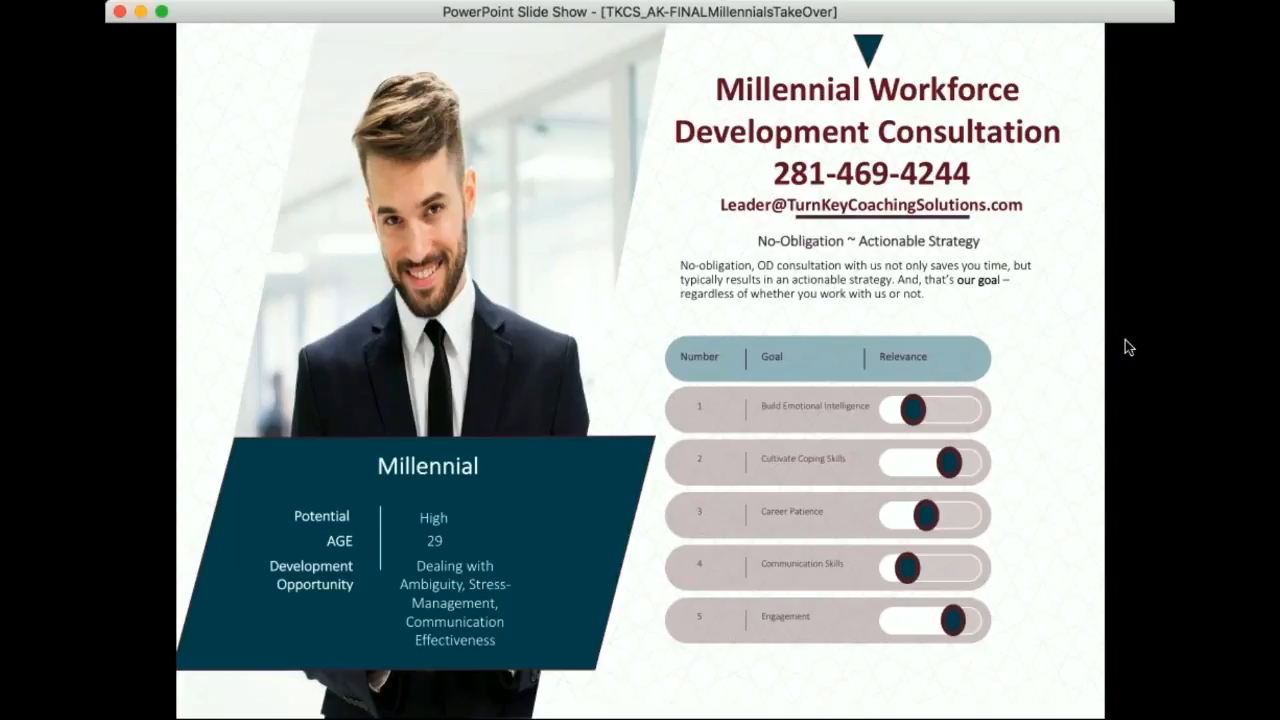 PowerPoint Slide Show - [TKCS_AK-FINALMillennialsTakeOver]
Millennial Workforce
Development Consultation
281-469-4244
Leader@TurnKeyCoachingSolutions.com
No-Obligation ~ Actionable Strategy
No-obligation, OD consultation with us not only saves you time, but
typically results in an actionable strategy. And, that's our goal –
regardless of whether you work with us or not.
Number Goal Relevance
1 Build Emotional Intelligence
2 Cultivate Coping Skills
3 Career Patience
4 Communication Skills
5 Engagement
Millennial
Potential High
AGE 29
Development Dealing with
Opportunity Ambiguity, Stress-
Management,
Communication
Effectiveness